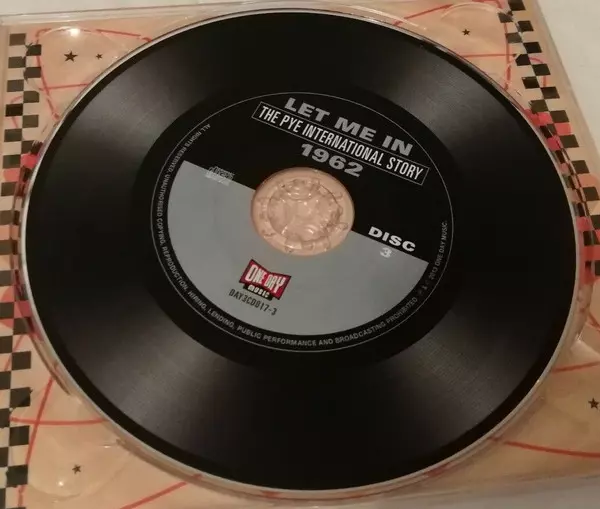 LET ME IN
THE PYE INTERNATIONAL STORY
1962
DISC
3
ONE DAY
music
DAY3CD017-3
ALL RIGHTS RESERVED. UNAUTHORISED COPYING, REPRODUCTION, HIRING, LENDING, PUBLIC PERFORMANCE AND BROADCASTING PROHIBITED. 2013 ONE DAY MUSIC.